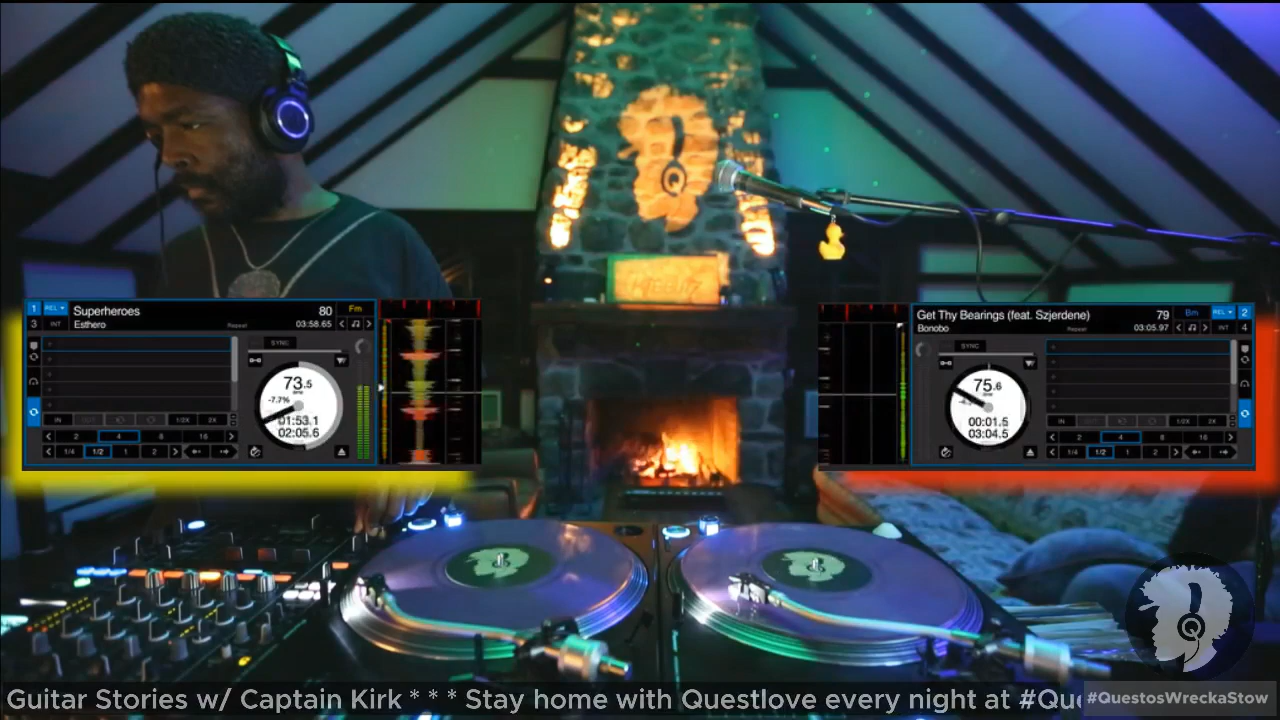 Q
1 REL Superheroes 80 Fm
3 INT Esthero Repeat 03:58.65
SYNC
73.5
BPM
-7.7%
01:53.1
02:05.6
IN OUT 1/2X 2X
2 4 8 16
1/4 1/2 1 2
Get Thy Bearings (feat. Szjerdene) 79 Bm REL 2
Bonobo Repeat 03:05.97 INT 4
SYNC
75.6
00:01.5
03:04.5
IN 1/2X 2X
2 4 8 16
1/4 1/2 1 2
Q
Guitar Stories w/ Captain Kirk * * * Stay home with Questlove every night at #Que
#QuestosWreckaStow